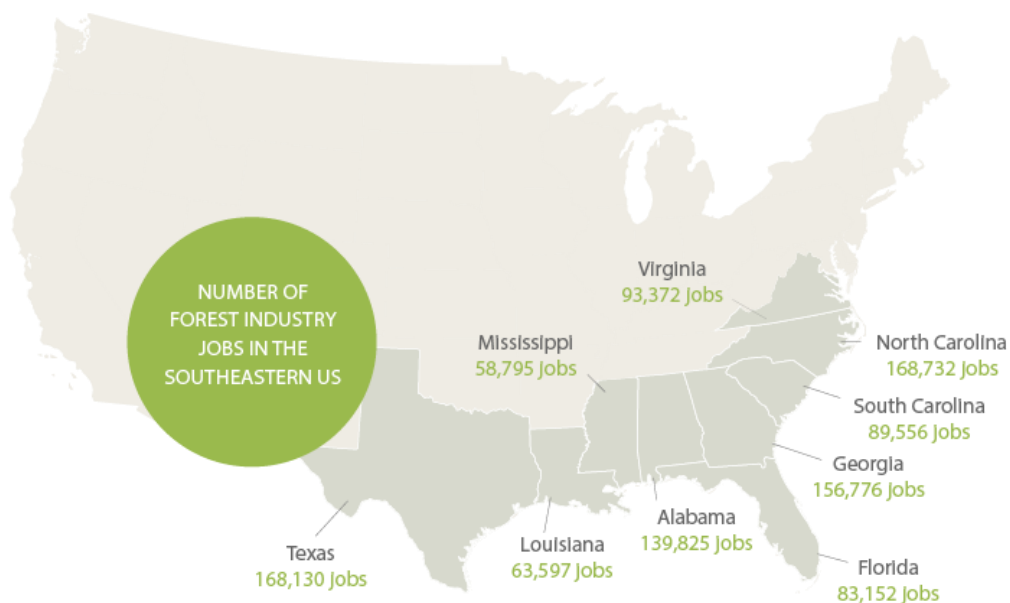 NUMBER OF
FOREST INDUSTRY
JOBS IN THE
SOUTHEASTERN US
Virginia
93,372 Jobs
Mississippi
58,795 Jobs
North Carolina
168,732 Jobs
South Carolina
89,556 Jobs
Georgia
156,776 Jobs
Alabama
139,825 Jobs
Louisiana
63,597 Jobs
Texas
168,130 Jobs
Florida
83,152 Jobs